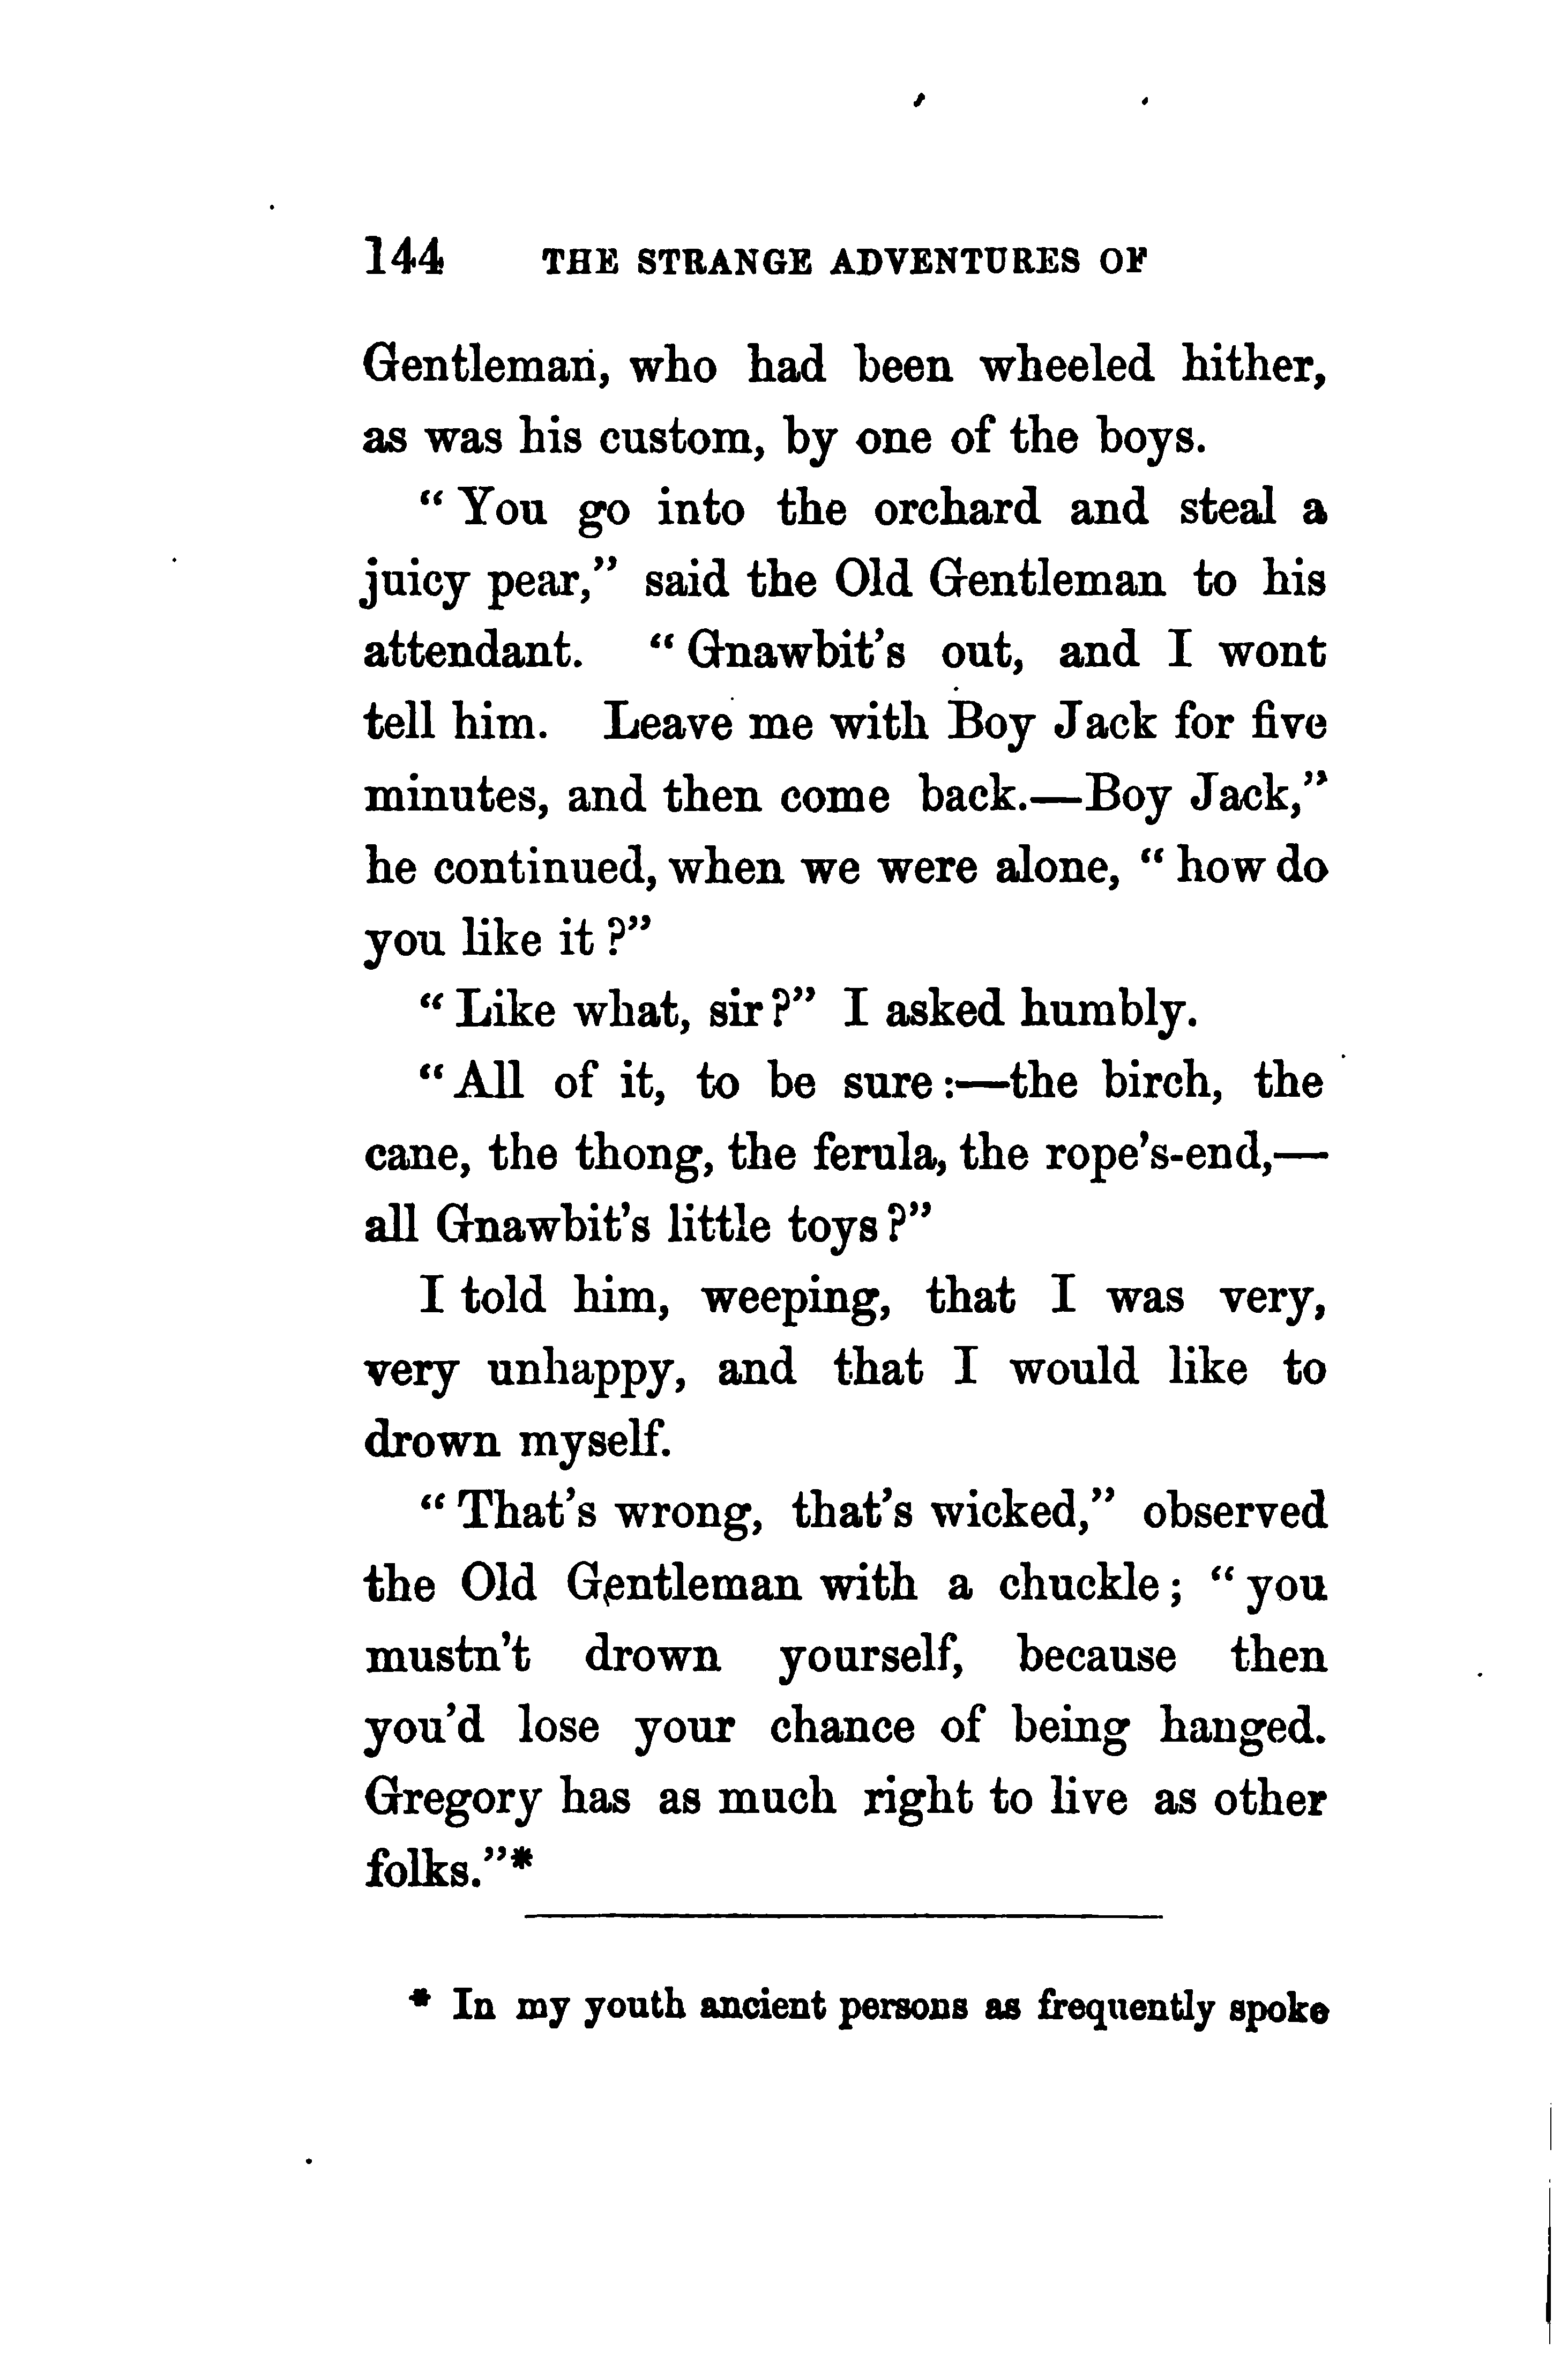 144 THE STRANGE ADVENTURES OF
Gentleman, who had been wheeled hither,
as was his custom, by one of the boys.
" You go into the orchard and steal a
juicy pear," said the Old Gentleman to his
attendant. " Gnawbit's out, and I wont
tell him. Leave me with Boy Jack for five
minutes, and then come back.—Boy Jack,"
he continued, when we were alone, " how do
you like it ?"
" Like what, sir ?" I asked humbly.
" All of it, to be sure :—the birch, the
cane, the thong, the ferula, the rope's-end,—
all Gnawbit's little toys ?"
I told him, weeping, that I was very,
very unhappy, and that I would like to
drown myself.
" That's wrong, that's wicked," observed
the Old Gentleman with a chuckle ; " you
mustn't drown yourself, because then
you'd lose your chance of being hanged.
Gregory has as much right to live as other
folks."*
* In my youth ancient persons as frequently spoke